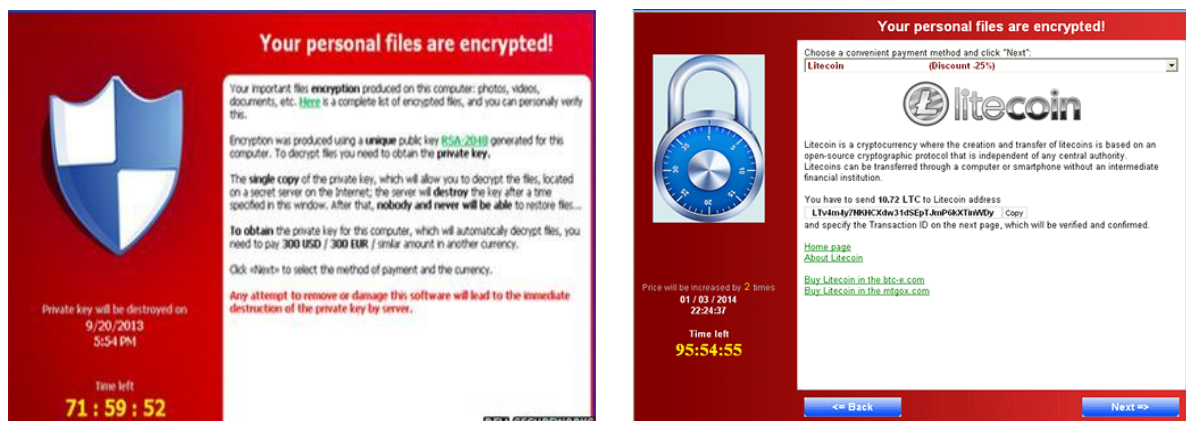 Your personal files are encrypted!
Your important files encryption produced on this computer: photos, videos,
documents, etc. Here is a complete list of encrypted files, and you can personally verify
this.
Encryption was produced using a unique public key RSA-2048 generated for this
computer. To decrypt files you need to obtain the private key.
The single copy of the private key, which will allow you to decrypt the files, located
on a secret server on the Internet; the server will destroy the key after a time
specified in this window. After that, nobody and never will be able to restore files...
To obtain the private key for this computer, which will automatically decrypt files, you
need to pay 300 USD / 300 EUR / similar amount in another currency.
Click «Next» to select the method of payment and the currency.
Any attempt to remove or damage this software will lead to the immediate
destruction of the private key by server.
Private key will be destroyed on
9/20/2013
5:54 PM
Time left
71 : 59 : 52
Your personal files are encrypted!
Choose a convenient payment method and click "Next":
Litecoin (Discount -25%)
litecoin
Litecoin is a cryptocurrency where the creation and transfer of litecoins is based on an
open-source cryptographic protocol that is independent of any central authority.
Litecoins can be transferred through a computer or smartphone without an intermediate
financial institution.
You have to send 10.72 LTC to Litecoin address
Copy
and specify the Transaction ID on the next page, which will be verified and confirmed.
Home page
About Litecoin
Buy Litecoin in the btc-e.com
Buy Litecoin in the mtgox.com
Price will be increased by 2 times
01 / 03 / 2014
22:24:37
Time left
95:54:55
<= Back
Next =>